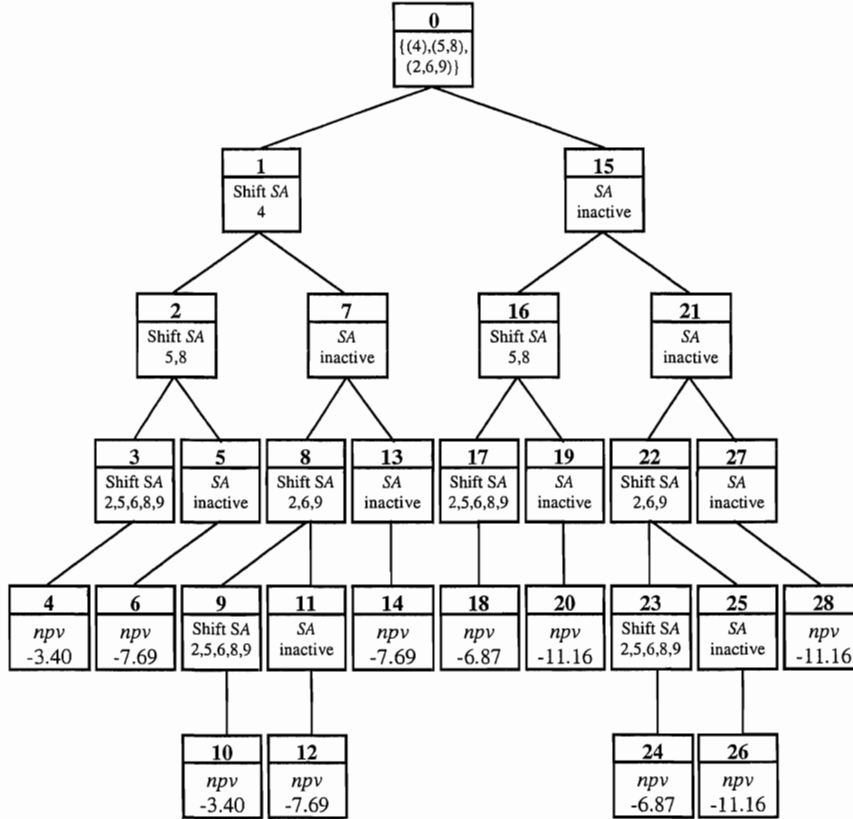 0
{(4),(5,8),
(2,6,9)}
1
Shift SA
4
15
SA
inactive
2
Shift SA
5,8
7
SA
inactive
16
Shift SA
5,8
21
SA
inactive
3
Shift SA
2,5,6,8,9
5
SA
inactive
8
Shift SA
2,6,9
13
SA
inactive
17
Shift SA
2,5,6,8,9
19
SA
inactive
22
Shift SA
2,6,9
27
SA
inactive
4
npv
-3.40
6
npv
-7.69
9
Shift SA
2,5,6,8,9
11
SA
inactive
14
npv
-7.69
18
npv
-6.87
20
npv
-11.16
23
Shift SA
2,5,6,8,9
25
SA
inactive
28
npv
-11.16
10
npv
-3.40
12
npv
-7.69
24
npv
-6.87
26
npv
-11.16